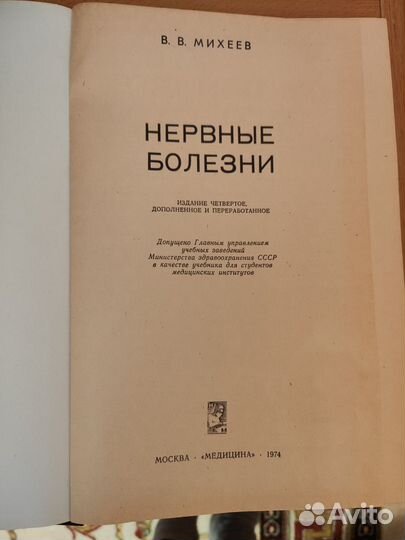 В. В. МИХЕЕВ
НЕРВНЫЕ
БОЛЕЗНИ
ИЗДАНИЕ ЧЕТВЕРТОЕ,
ДОПОЛНЕННОЕ И ПЕРЕРАБОТАННОЕ
Допущено Главным управлением
учебных заведений
Министерства здравоохранения СССР
в качестве учебника для студентов
медицинских институтов
МОСКВА · «МЕДИЦИНА» · 1974
Avito